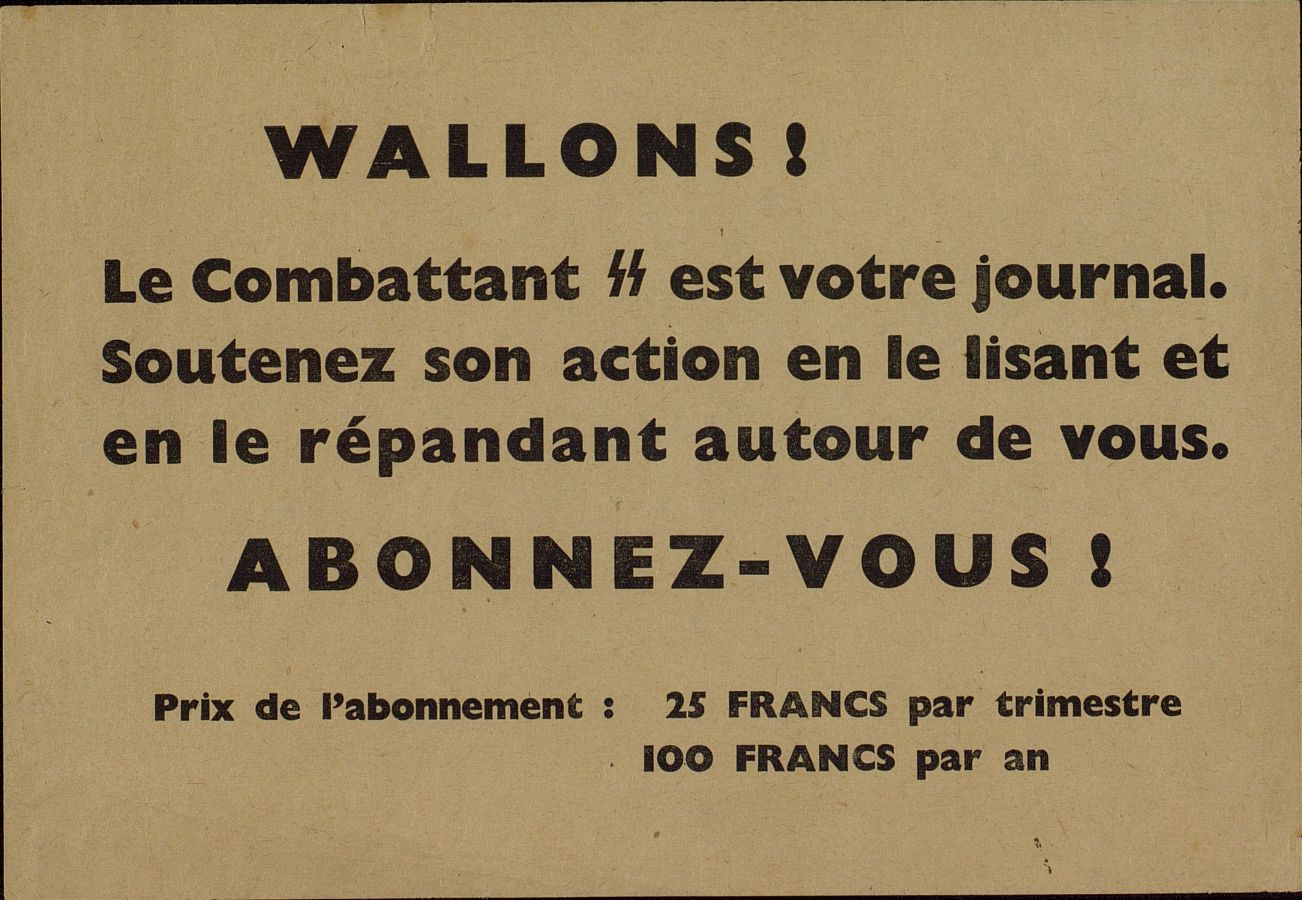 WALLONS !
Le Combattant ᛋᛋ est votre journal.
Soutenez son action en le lisant et
en le répandant autour de vous.
ABONNEZ-VOUS !
Prix de l'abonnement : 25 FRANCS par trimestre
100 FRANCS par an